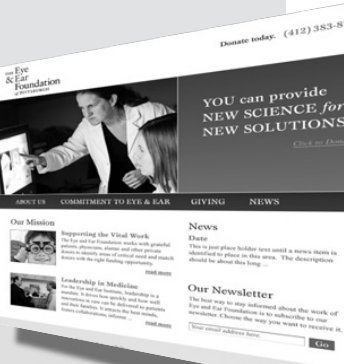 THE Eye
& Ear
Foundation
of PITTSBURGH
Donate today. (412) 383-8
YOU can provide
NEW SCIENCE for
NEW SOLUTIONS
Click to Don
ABOUT US COMMITMENT TO EYE & EAR GIVING NEWS
Our Mission
Supporting the Vital Work
The Eye and Ear Foundation works with grateful
patients, physicians, alumni and other private
donors to identify areas of critical need and match
donors with the right funding opportunity.
read more
Leadership in Medicine
For the Eye and Ear Institute, leadership is a
mandate. It drives how quickly and how well
innovations in care can be delivered to patients
and their families. It attracts the best minds,
fosters collaborations, informs ...
read more
News
Date
This is just place holder text until a news item is
identified to place in this area. The description
should be about this long ...
Our Newsletter
The best way to stay informed about the work of
Eye and Ear Foundation is to subscribe to our
newsletter. Choose the way you want to receive it.
Your email address here.
Go